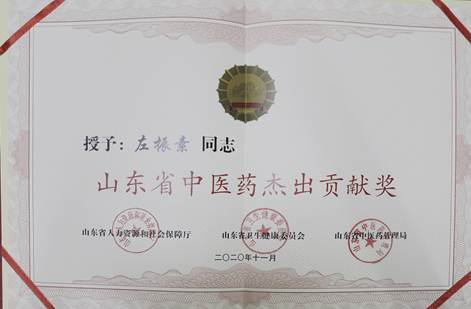 授予：左振素 同志
山东省中医药杰出贡献奖
山东省人力资源和社会保障厅 山东省卫生健康委员会 山东省中医药管理局
二〇二〇年十一月